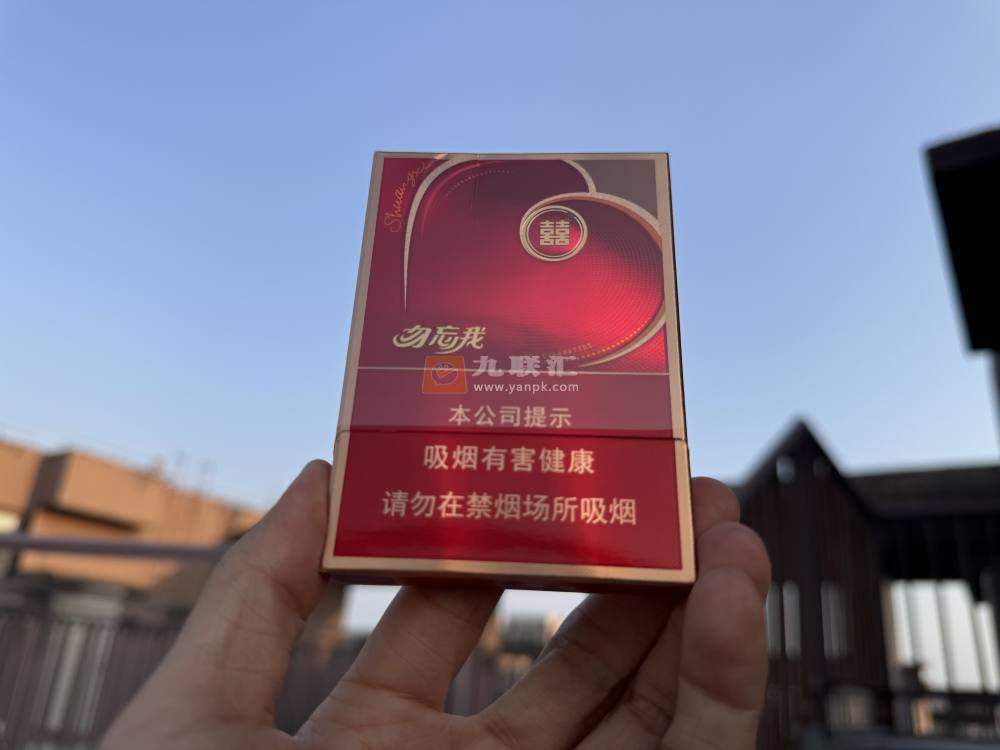 Shuangxi
囍
勿忘我
九联汇
www.yanpk.com
本公司提示
吸烟有害健康
请勿在禁烟场所吸烟